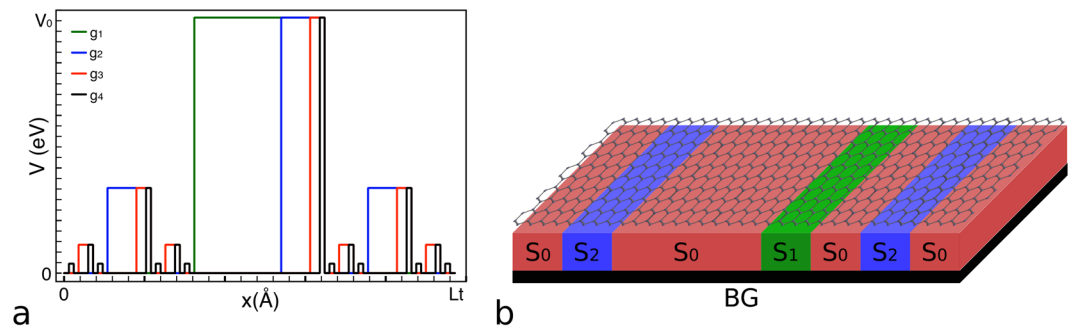 V₀
g₁
g₂
g₃
g₄
V (eV)
0
0
x(Å)
Lt
a
S₀ S₂ S₀ S₁ S₀ S₂ S₀
BG
b